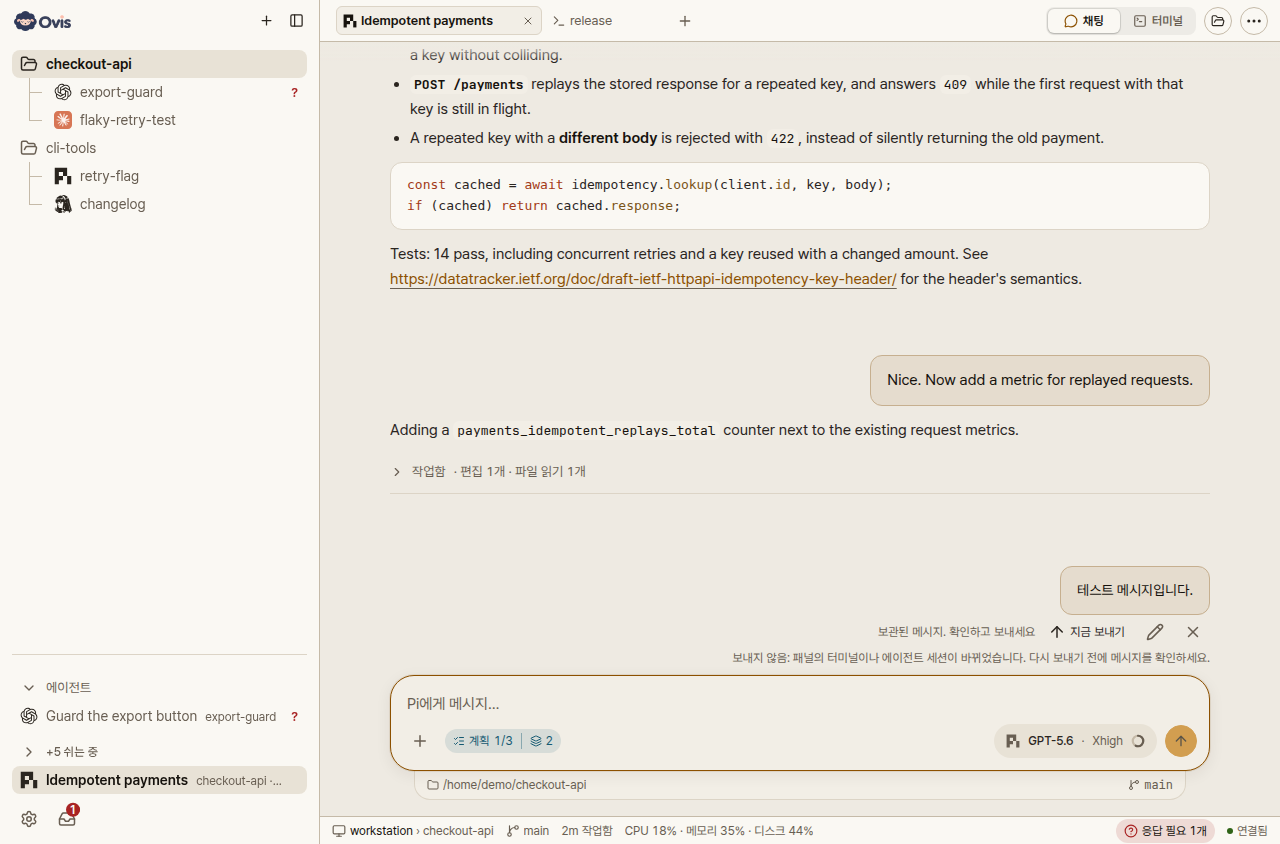 Ovis
checkout-api
export-guard ?
flaky-retry-test
cli-tools
retry-flag
changelog
에이전트
Guard the export button export-guard ?
+5 쉬는 중
Idempotent payments checkout-api ·...
1
Idempotent payments
release
채팅
터미널
a key without colliding.
• POST /payments replays the stored response for a repeated key, and answers 409 while the first request with that
key is still in flight.
• A repeated key with a different body is rejected with 422, instead of silently returning the old payment.
const cached = await idempotency.lookup(client.id, key, body);
if (cached) return cached.response;
Tests: 14 pass, including concurrent retries and a key reused with a changed amount. See
https://datatracker.ietf.org/doc/draft-ietf-httpapi-idempotency-key-header/ for the header's semantics.
Nice. Now add a metric for replayed requests.
Adding a payments_idempotent_replays_total counter next to the existing request metrics.
작업함 · 편집 1개 · 파일 읽기 1개
테스트 메시지입니다.
보관된 메시지. 확인하고 보내세요 지금 보내기
보내지 않음: 패널의 터미널이나 에이전트 세션이 바뀌었습니다. 다시 보내기 전에 메시지를 확인하세요.
Pi에게 메시지...
계획 1/3 2
GPT-5.6 · Xhigh
/home/demo/checkout-api
main
workstation › checkout-api main 2m 작업함 CPU 18% · 메모리 35% · 디스크 44%
응답 필요 1개
연결됨